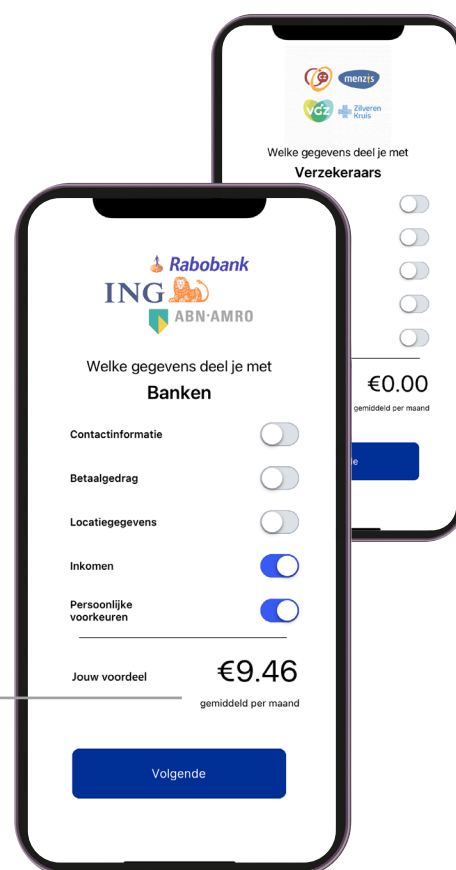 CZ
menzis
VGZ
Zilveren
Kruis
Welke gegevens deel je met
Verzekeraars
€0.00
gemiddeld per maand
ie
Rabobank
ING
ABN·AMRO
Welke gegevens deel je met
Banken
Contactinformatie
Betaalgedrag
Locatiegegevens
Inkomen
Persoonlijke
voorkeuren
Jouw voordeel
€9.46
gemiddeld per maand
Volgende